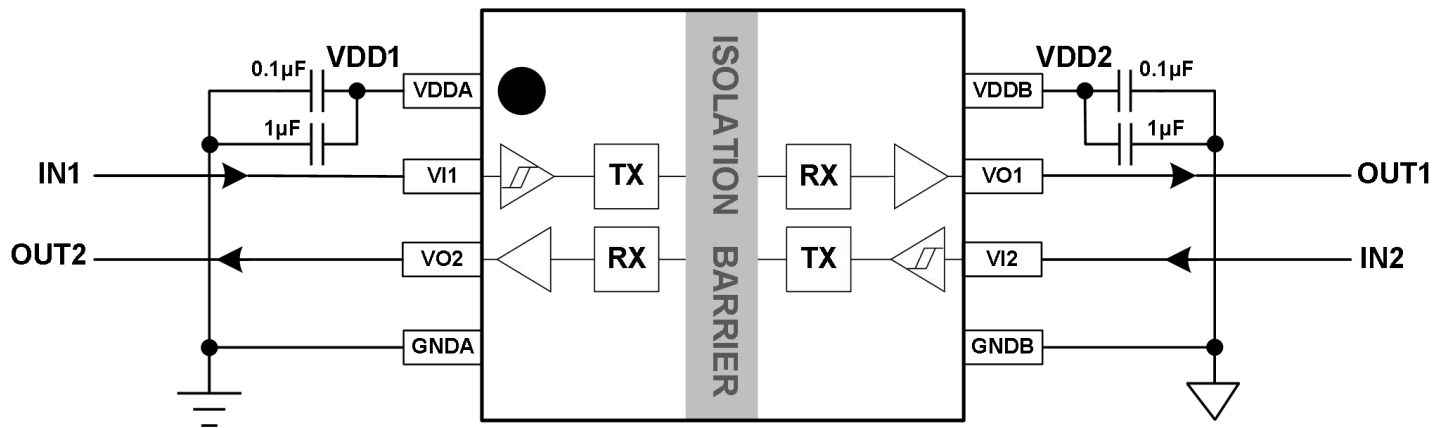 VDD1
0.1µF
VDDA
1µF
IN1
VI1
TX
OUT2
VO2
RX
GNDA
ISOLATION BARRIER
VDD2
0.1µF
VDDB
1µF
RX
VO1
OUT1
TX
VI2
IN2
GNDB